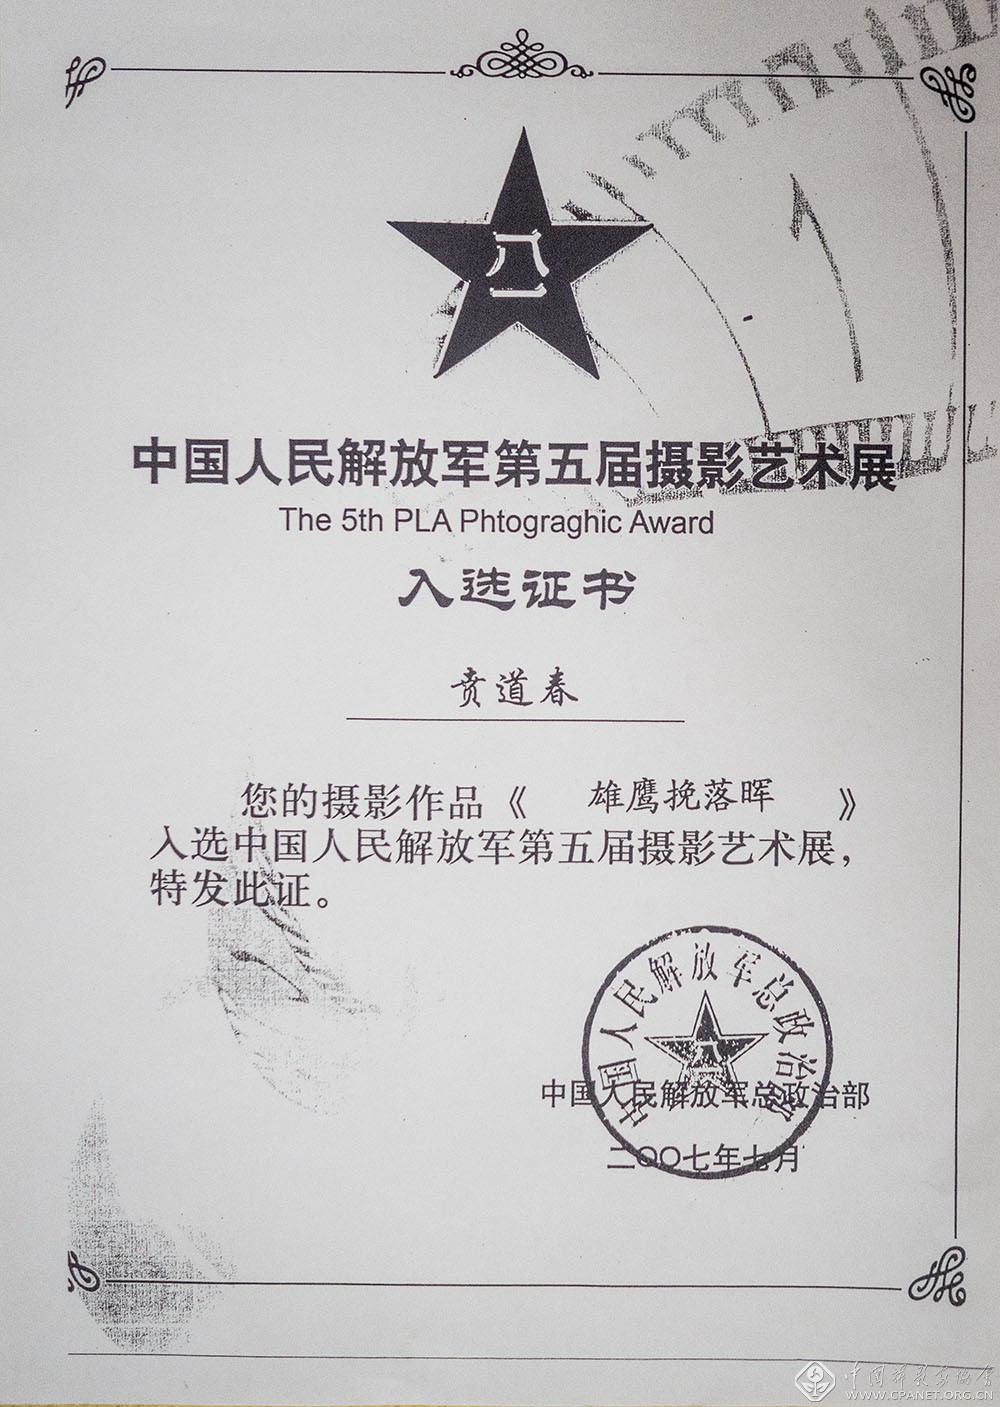 八一
中国人民解放军第五届摄影艺术展
The 5th PLA Phtograghic Award
入选证书
贲道春
您的摄影作品《 雄鹰挽落晖 》
入选中国人民解放军第五届摄影艺术展，
特发此证。
中国人民解放军总政治部
八一
中国人民解放军总政治部
二〇〇七年七月
中国摄影家协会
WWW.CPANET.ORG.CN